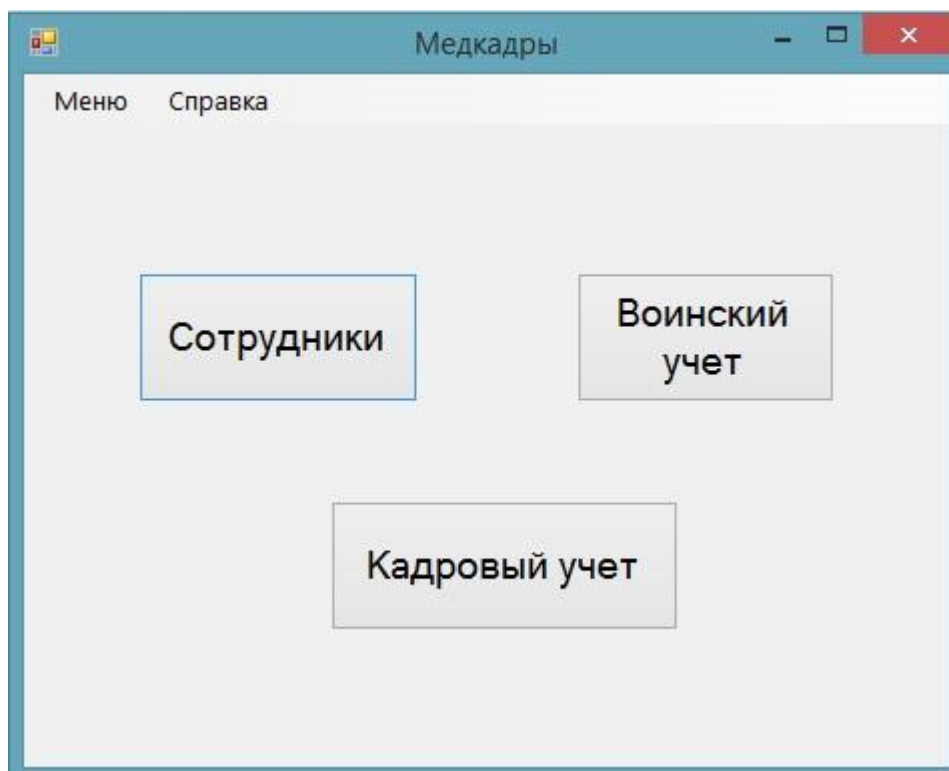 Медкадры
Меню Справка
Сотрудники
Воинский
учет
Кадровый учет